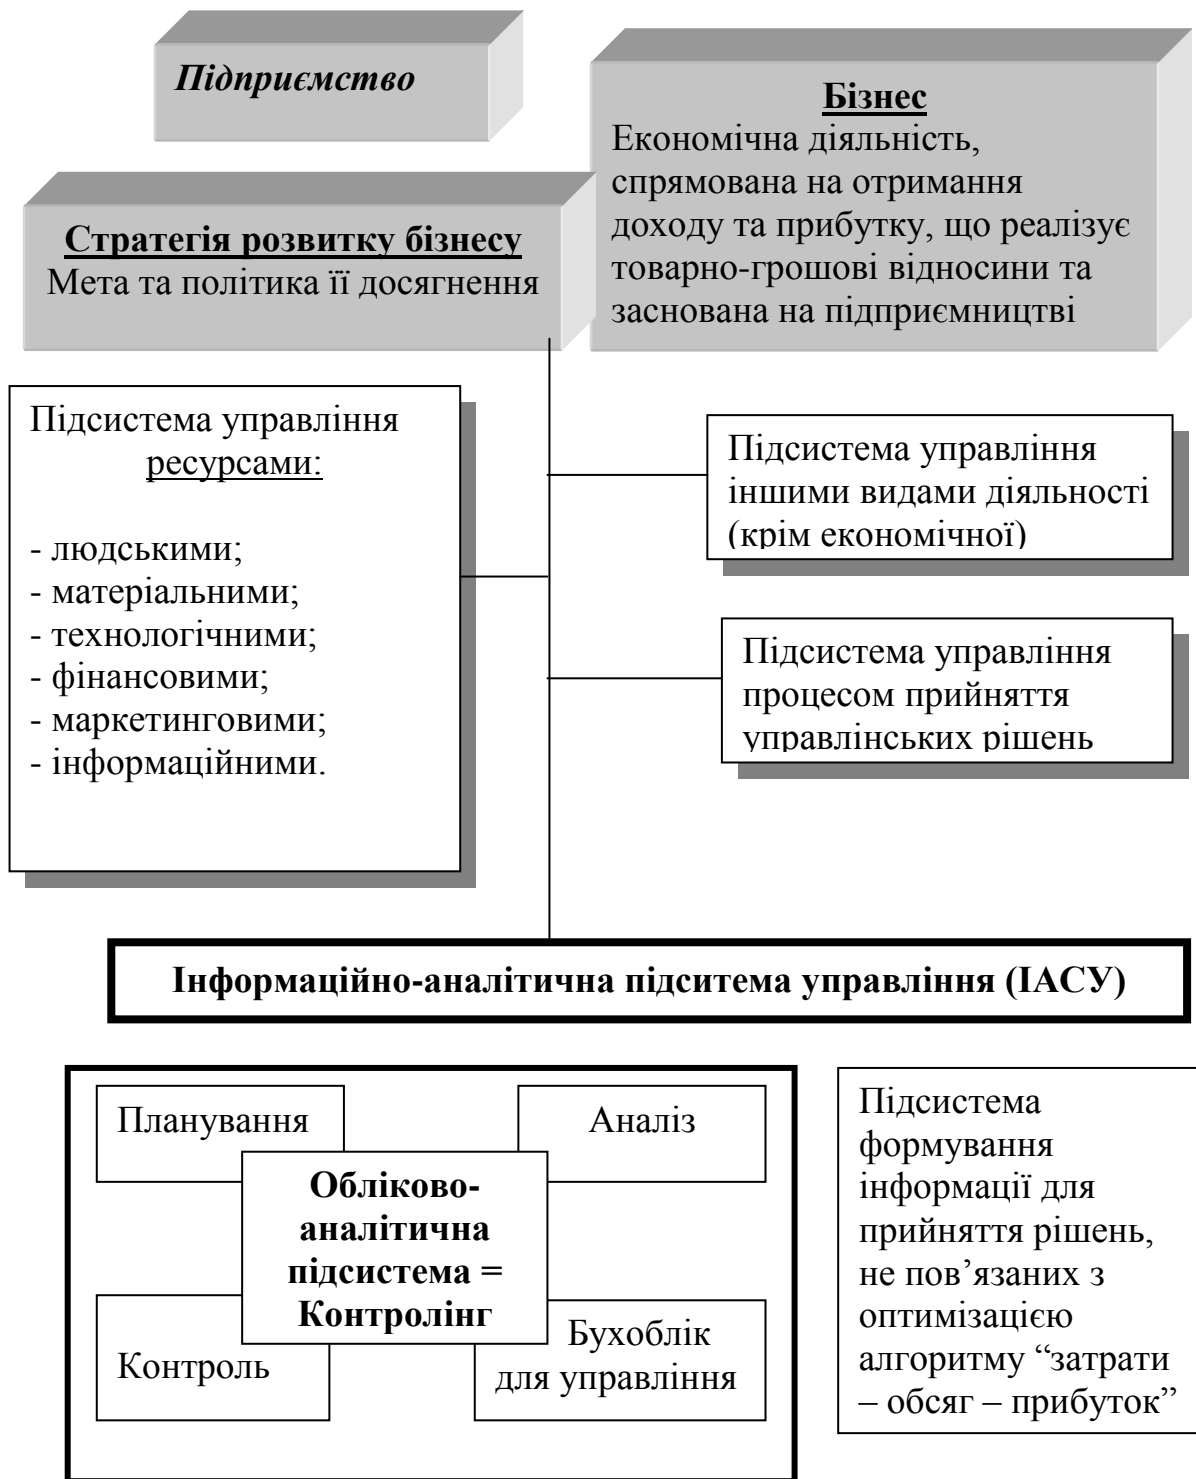 Підприємство
Бізнес
Економічна діяльність,
спрямована на отримання
доходу та прибутку, що реалізує
товарно-грошові відносини та
заснована на підприємництві
Стратегія розвитку бізнесу
Мета та політика її досягнення
Підсистема управління
ресурсами:
- людськими;
- матеріальними;
- технологічними;
- фінансовими;
- маркетинговими;
- інформаційними.
Підсистема управління
іншими видами діяльності
(крім економічної)
Підсистема управління
процесом прийняття
управлінських рішень
Інформаційно-аналітична підситема управління (ІАСУ)
Планування
Аналіз
Обліково-
аналітична
підсистема =
Контролінг
Контроль
Бухоблік
для управління
Підсистема
формування
інформації для
прийняття рішень,
не пов’язаних з
оптимізацією
алгоритму “затрати
– обсяг – прибуток”